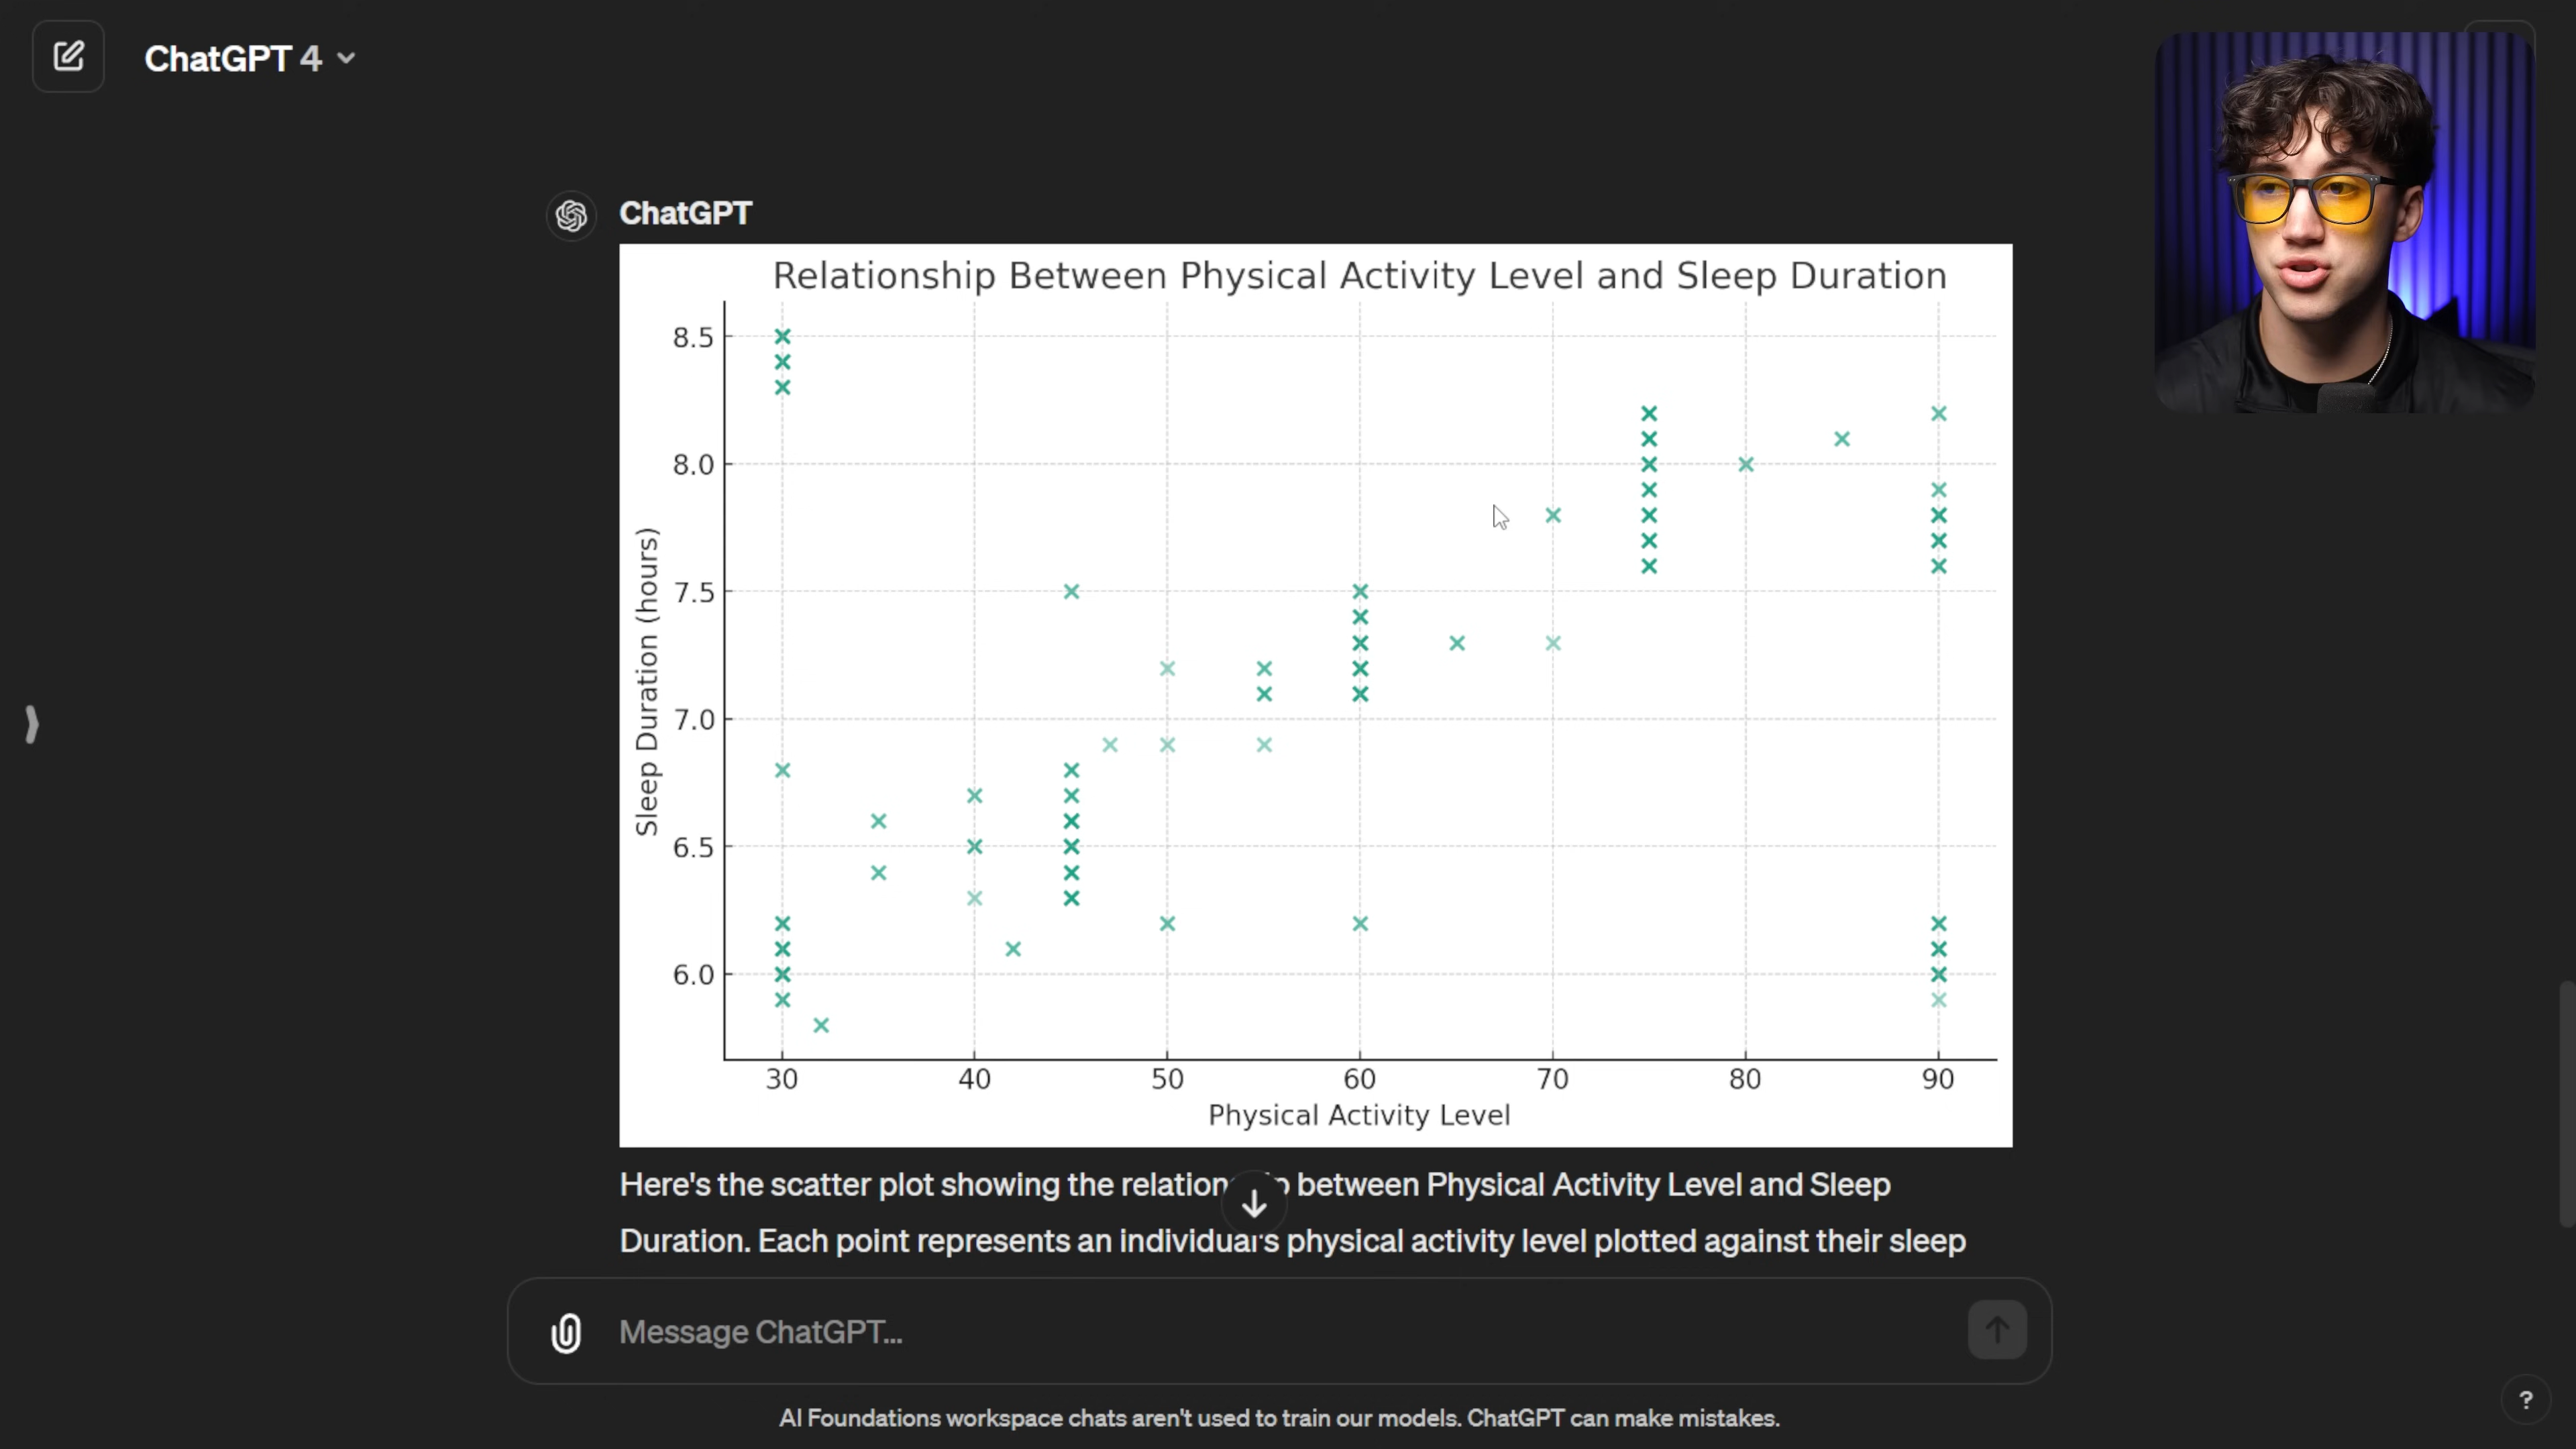 ChatGPT 4
ChatGPT
Relationship Between Physical Activity Level and Sleep Duration
8.5
8.0
7.5
7.0
6.5
6.0
Sleep Duration (hours)
30 40 50 60 70 80 90
Physical Activity Level
Here's the scatter plot showing the relationship between Physical Activity Level and Sleep
Duration. Each point represents an individual's physical activity level plotted against their sleep
Message ChatGPT...
AI Foundations workspace chats aren't used to train our models. ChatGPT can make mistakes.
?